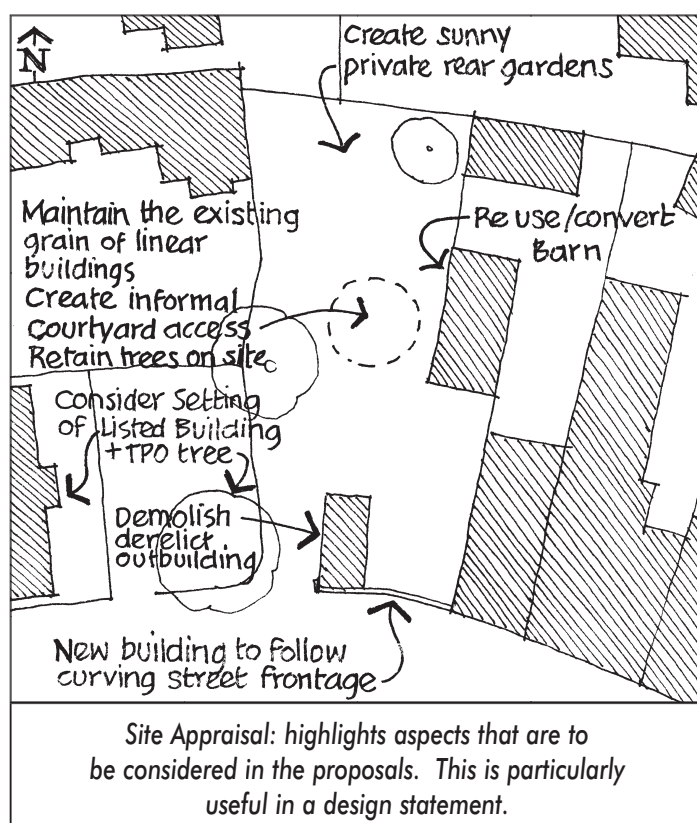 N
Create sunny
private rear gardens
Maintain the existing
grain of linear
buildings
Create informal
courtyard access
Retain trees on site
Re use/convert
Barn
Consider Setting
of Listed Building
+ TPO tree
Demolish
derelict
outbuilding
New building to follow
curving street frontage
Site Appraisal: highlights aspects that are to
be considered in the proposals. This is particularly
useful in a design statement.